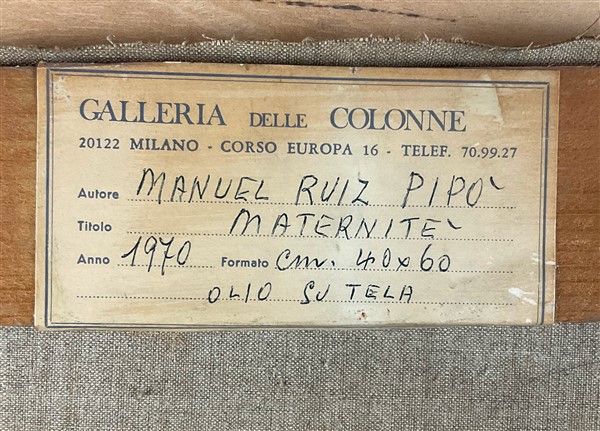 GALLERIA DELLE COLONNE
20122 MILANO - CORSO EUROPA 16 - TELEF. 70.99.27
Autore MANUEL RUIZ PIPO'
Titolo MATERNITE'
Anno 1970 Formato cm. 40x60
OLIO SU TELA